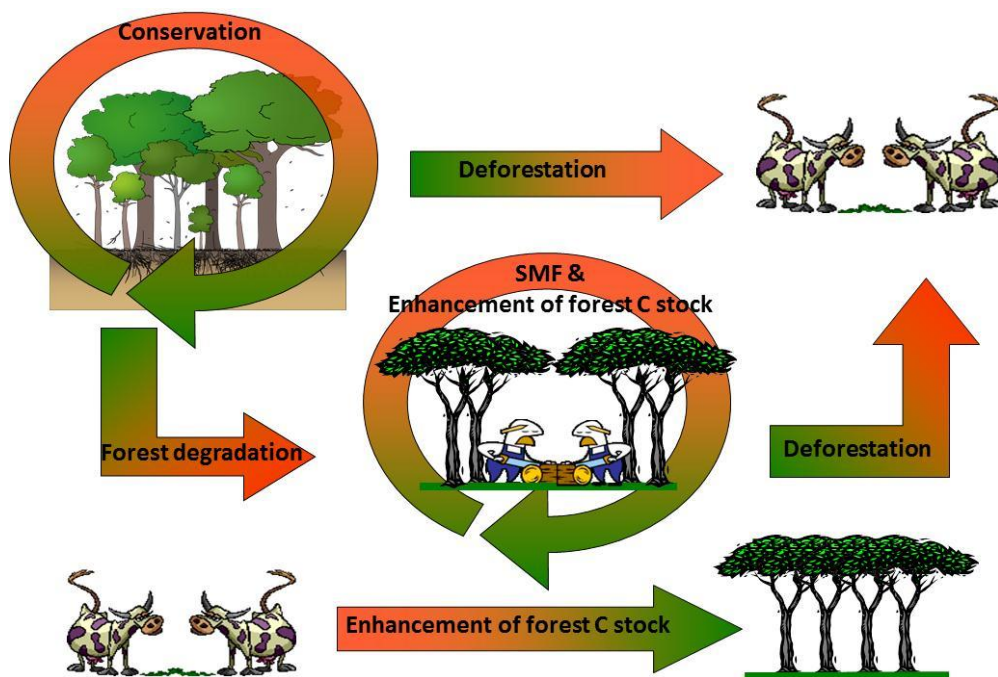 Conservation
Deforestation
SMF &
Enhancement of forest C stock
Forest degradation
Deforestation
Enhancement of forest C stock